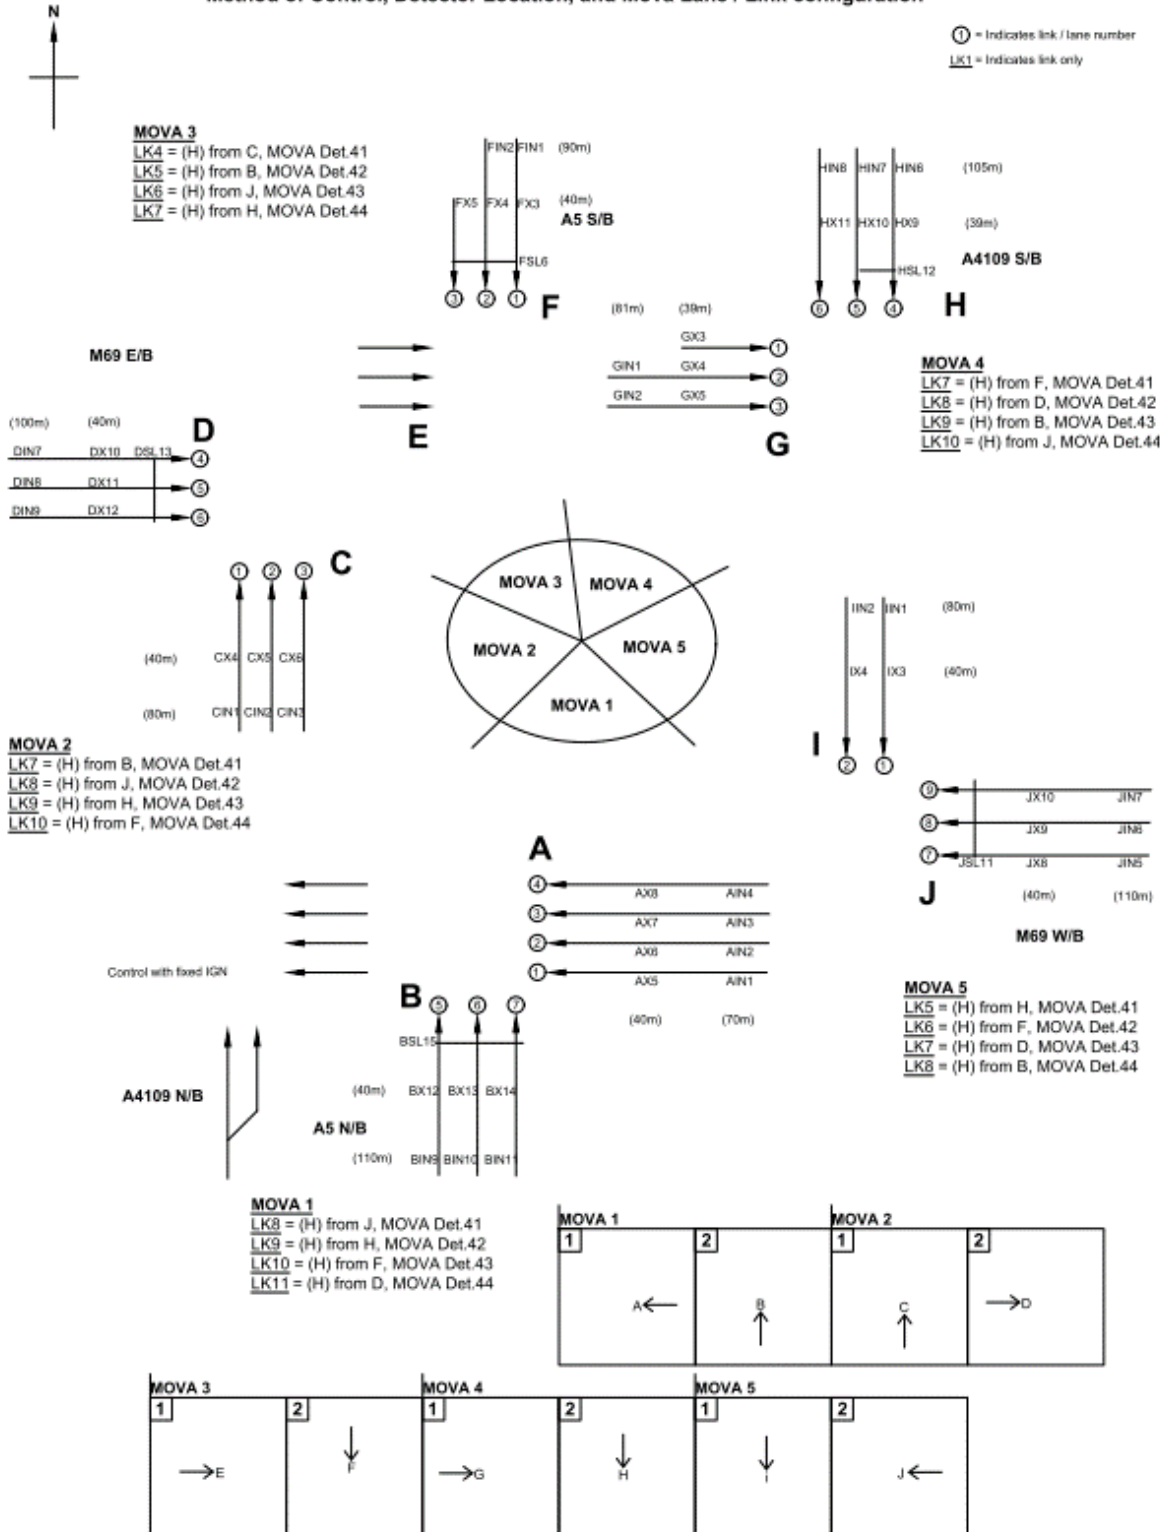 Method of Control, Detector Location, and Mova Lane / Link configuration
N
1 = Indicates link / lane number
LK1 = Indicates link only
MOVA 3
LK4 = (H) from C, MOVA Det.41
LK5 = (H) from B, MOVA Det.42
LK6 = (H) from J, MOVA Det.43
LK7 = (H) from H, MOVA Det.44
FIN2 FIN1 (90m)
FX5 FX4 FX3 (40m)
A5 S/B
FSL6
3 2 1
F
HIN8 HIN7 HIN6 (105m)
HX11 HX10 HX9 (39m)
A4109 S/B
HSL12
6 5 4
H
M69 E/B
(81m) (39m)
GX3 1
GIN1 GX4 2
GIN2 GX5 3
E
G
MOVA 4
LK7 = (H) from F, MOVA Det.41
LK8 = (H) from D, MOVA Det.42
LK9 = (H) from B, MOVA Det.43
LK10 = (H) from J, MOVA Det.44
(100m) (40m)
D
DIN7 DX10 DSL13 4
DIN8 DX11 5
DIN9 DX12 6
1 2 3
C
(40m) CX4 CX5 CX6
(80m) CIN1 CIN2 CIN3
MOVA 3 MOVA 4
MOVA 2 MOVA 5
MOVA 1
IIN2 IIN1 (80m)
IX4 IX3 (40m)
I
2 1
MOVA 2
LK7 = (H) from B, MOVA Det.41
LK8 = (H) from J, MOVA Det.42
LK9 = (H) from H, MOVA Det.43
LK10 = (H) from F, MOVA Det.44
9 JX10 JIN7
8 JX9 JIN6
7 JSL11 JX8 JIN5
J
(40m) (110m)
M69 W/B
A
4 AX8 AIN4
3 AX7 AIN3
2 AX6 AIN2
1 AX5 AIN1
(40m) (70m)
Control with fixed IGN
B
5 6 7
BSL15
(40m) BX12 BX13 BX14
A4109 N/B
A5 N/B
(110m) BIN9 BIN10 BIN11
MOVA 5
LK5 = (H) from H, MOVA Det.41
LK6 = (H) from F, MOVA Det.42
LK7 = (H) from D, MOVA Det.43
LK8 = (H) from B, MOVA Det.44
MOVA 1
LK8 = (H) from J, MOVA Det.41
LK9 = (H) from H, MOVA Det.42
LK10 = (H) from F, MOVA Det.43
LK11 = (H) from D, MOVA Det.44
MOVA 1 MOVA 2
1 2 1 2
A B C D
MOVA 3 MOVA 4 MOVA 5
1 2 1 2 1 2
E F G H I J